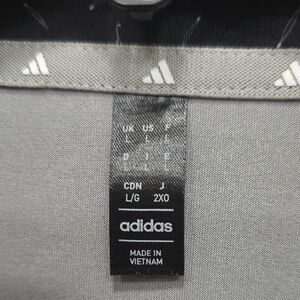 UK US F
L L L
D I E
L L L
CDN J
L/G 2XO
adidas
MADE IN
VIETNAM